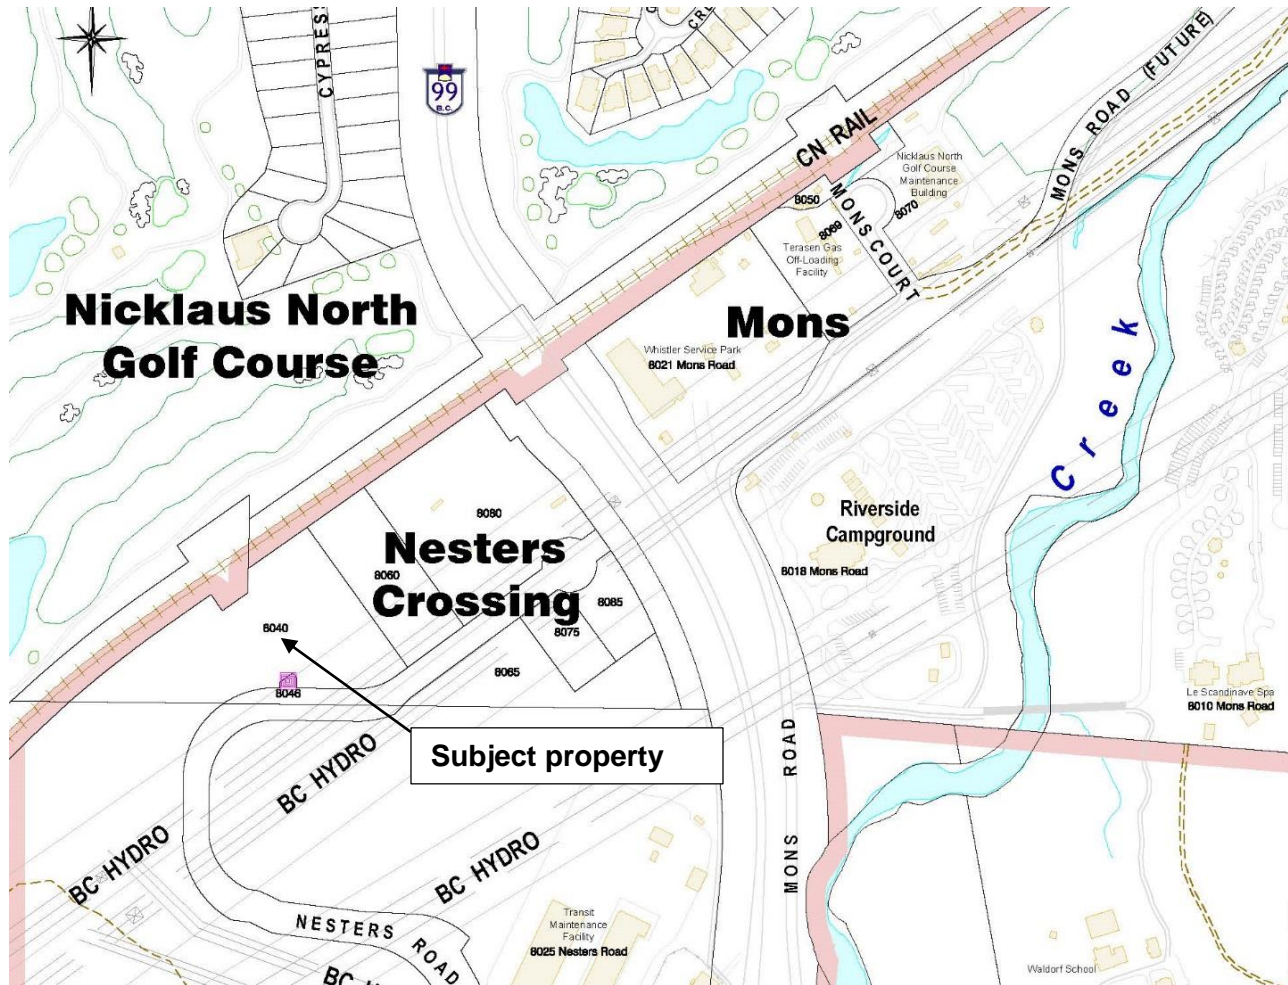 CYPRESS
CRE
99
B.C.
CN RAIL
MONS ROAD (FUTURE)
Nicklaus North
Golf Course
Maintenance
Building
8050
8069
8070
MONS COURT
Terasen Gas
Off-Loading
Facility
Nicklaus North
Golf Course
Mons
Whistler Service Park
8021 Mons Road
Creek
Riverside
Campground
8018 Mons Road
8080
Nesters
Crossing
8060
8085
8075
8065
8040
8046
Subject property
Le Scandinave Spa
8010 Mons Road
MONS ROAD
BC HYDRO
BC HYDRO
BC HYDRO
MONS ROAD
NESTERS ROAD
Transit
Maintenance
Facility
8025 Nesters Road
Waldorf School